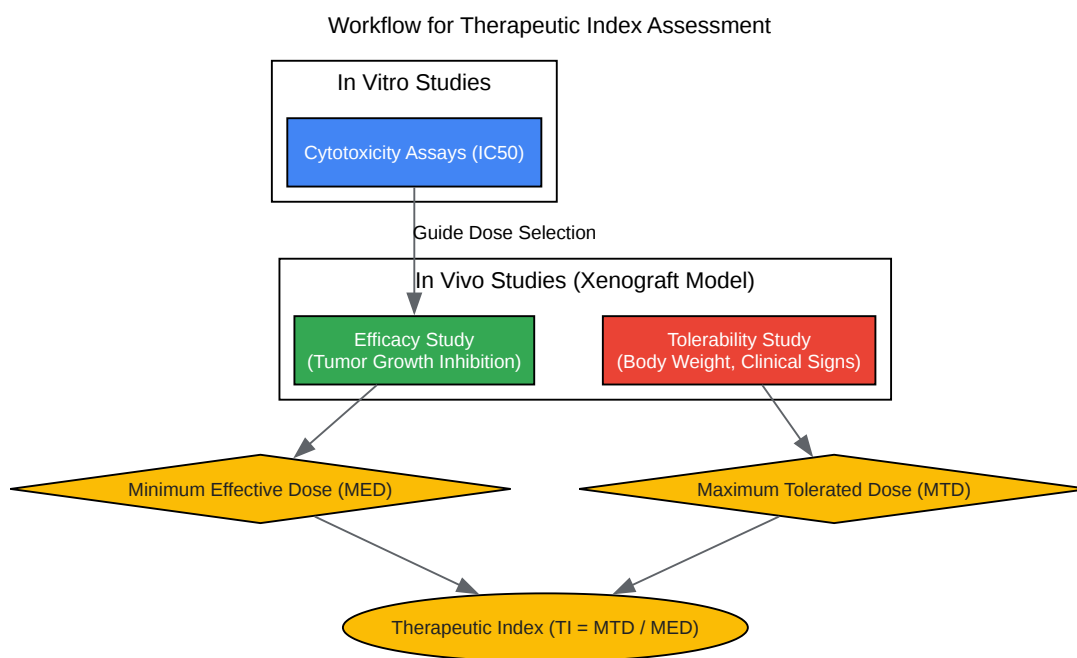 Workflow for Therapeutic Index Assessment
In Vitro Studies
Cytotoxicity Assays (IC50)
Guide Dose Selection
In Vivo Studies (Xenograft Model)
Efficacy Study
(Tumor Growth Inhibition)
Tolerability Study
(Body Weight, Clinical Signs)
Minimum Effective Dose (MED)
Maximum Tolerated Dose (MTD)
Therapeutic Index (TI = MTD / MED)